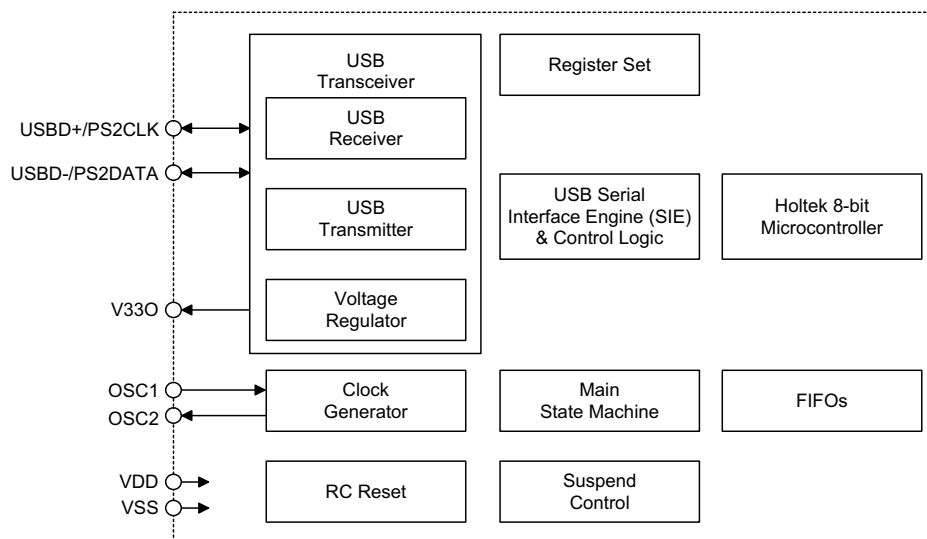 USB
Transceiver
Register Set
USBD+/PS2CLK
USB
Receiver
USBD-/PS2DATA
USB
Transmitter
USB Serial
Interface Engine (SIE)
& Control Logic
Holtek 8-bit
Microcontroller
V33O
Voltage
Regulator
OSC1
OSC2
Clock
Generator
Main
State Machine
FIFOs
VDD
VSS
RC Reset
Suspend
Control